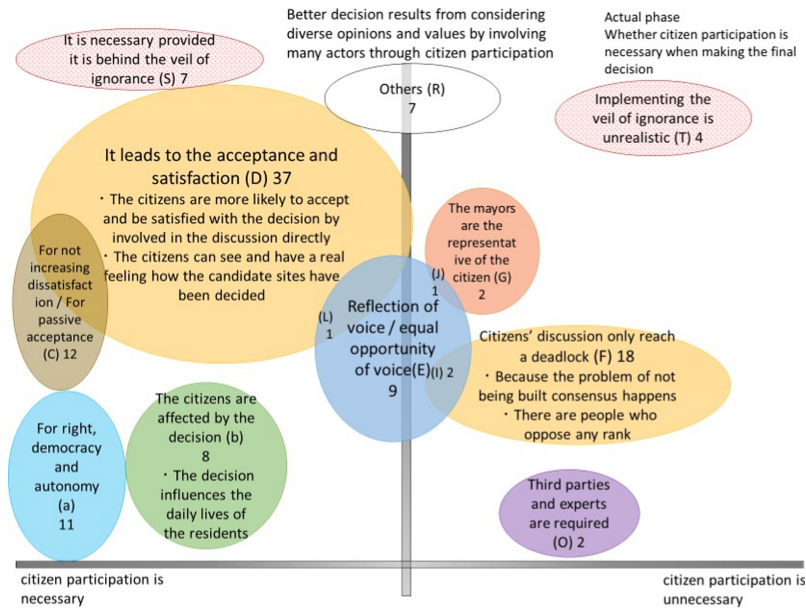 Better decision results from considering
diverse opinions and values by involving
many actors through citizen participation
Actual phase
Whether citizen participation is
necessary when making the final
decision
It is necessary provided
it is behind the veil of
ignorance (S) 7
Others (R)
7
Implementing the
veil of ignorance is
unrealistic (T) 4
It leads to the acceptance and
satisfaction (D) 37
・The citizens are more likely to accept
and be satisfied with the decision by
involved in the discussion directly
・The citizens can see and have a real
feeling how the candidate sites have
been decided
The mayors
are the
representat
ive of the
citizen (G)
2
For not
increasing
dissatisfact
ion / For
passive
acceptance
(C) 12
(J)
1
(L)
1
Reflection of
voice / equal
opportunity
of voice(E)
9
(I) 2
Citizens’ discussion only reach
a deadlock (F) 18
・Because the problem of not
being built consensus happens
・There are people who
oppose any rank
For right,
democracy
and
autonomy
(a)
11
The citizens are
affected by the
decision (b)
8
・The decision
influences the
daily lives of
the residents
Third parties
and experts
are required
(O) 2
citizen participation is
necessary
citizen participation is
unnecessary